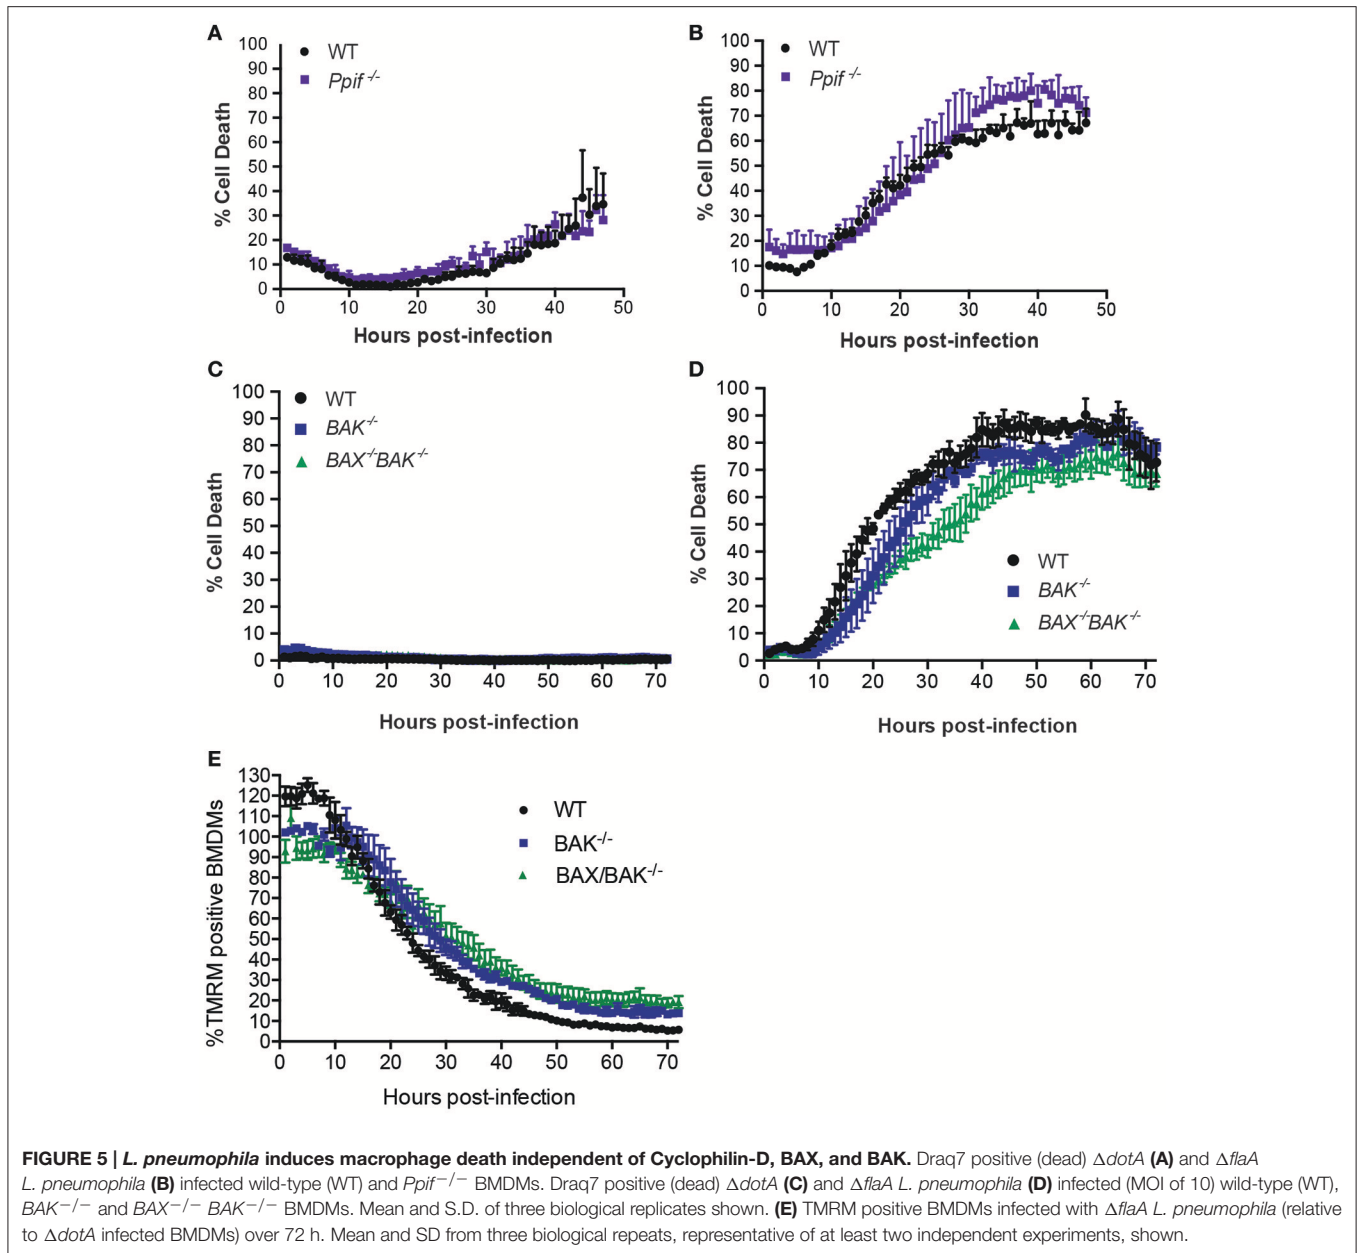 A
100
90
80
70
60
50
40
30
20
10
0
% Cell Death
WT
Ppif -/-
0 10 20 30 40 50
Hours post-infection
B
100
90
80
70
60
50
40
30
20
10
0
% Cell Death
WT
Ppif -/-
0 10 20 30 40 50
Hours post-infection
C
100
90
80
70
60
50
40
30
20
10
0
% Cell Death
WT
BAK-/-
BAX-/-BAK-/-
0 10 20 30 40 50 60 70
Hours post-infection
D
100
90
80
70
60
50
40
30
20
10
0
% Cell Death
WT
BAK-/-
BAX-/-BAK-/-
0 10 20 30 40 50 60 70
Hours post-infection
E
130
120
110
100
90
80
70
60
50
40
30
20
10
0
%TMRM positive BMDMs
WT
BAK-/-
BAX/BAK-/-
0 10 20 30 40 50 60 70
Hours post-infection
FIGURE 5 | L. pneumophila induces macrophage death independent of Cyclophilin-D, BAX, and BAK. Draq7 positive (dead) ΔdotA (A) and ΔflaA
L. pneumophila (B) infected wild-type (WT) and Ppif−/− BMDMs. Draq7 positive (dead) ΔdotA (C) and ΔflaA L. pneumophila (D) infected (MOI of 10) wild-type (WT),
BAK−/− and BAX−/− BAK−/− BMDMs. Mean and S.D. of three biological replicates shown. (E) TMRM positive BMDMs infected with ΔflaA L. pneumophila (relative
to ΔdotA infected BMDMs) over 72 h. Mean and SD from three biological repeats, representative of at least two independent experiments, shown.